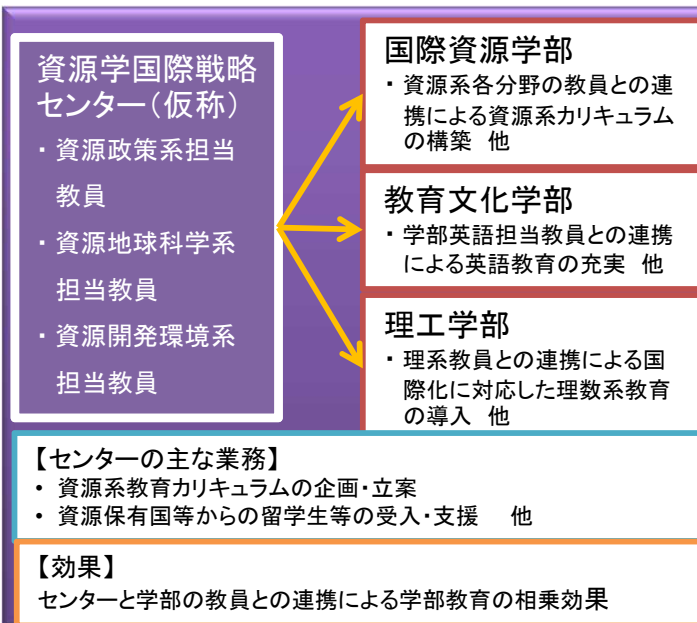 資源学国際戦略
センター（仮称）
・資源政策系担当
教員
・資源地球科学系
担当教員
・資源開発環境系
担当教員
国際資源学部
・資源系各分野の教員との連
携による資源系カリキュラム
の構築 他
教育文化学部
・学部英語担当教員との連携
による英語教育の充実 他
理工学部
・理系教員との連携による国
際化に対応した理数系教育
の導入 他
【センターの主な業務】
• 資源系教育カリキュラムの企画・立案
• 資源保有国等からの留学生等の受入・支援 他
【効果】
センターと学部の教員との連携による学部教育の相乗効果